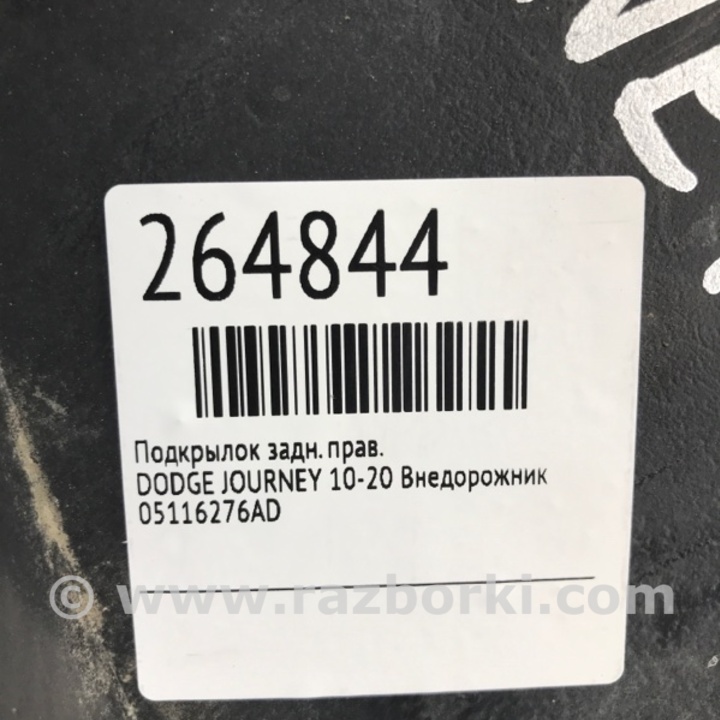 264844
Подкрылок задн. прав.
DODGE JOURNEY 10-20 Внедорожник
05116276AD
© www.razborki.com